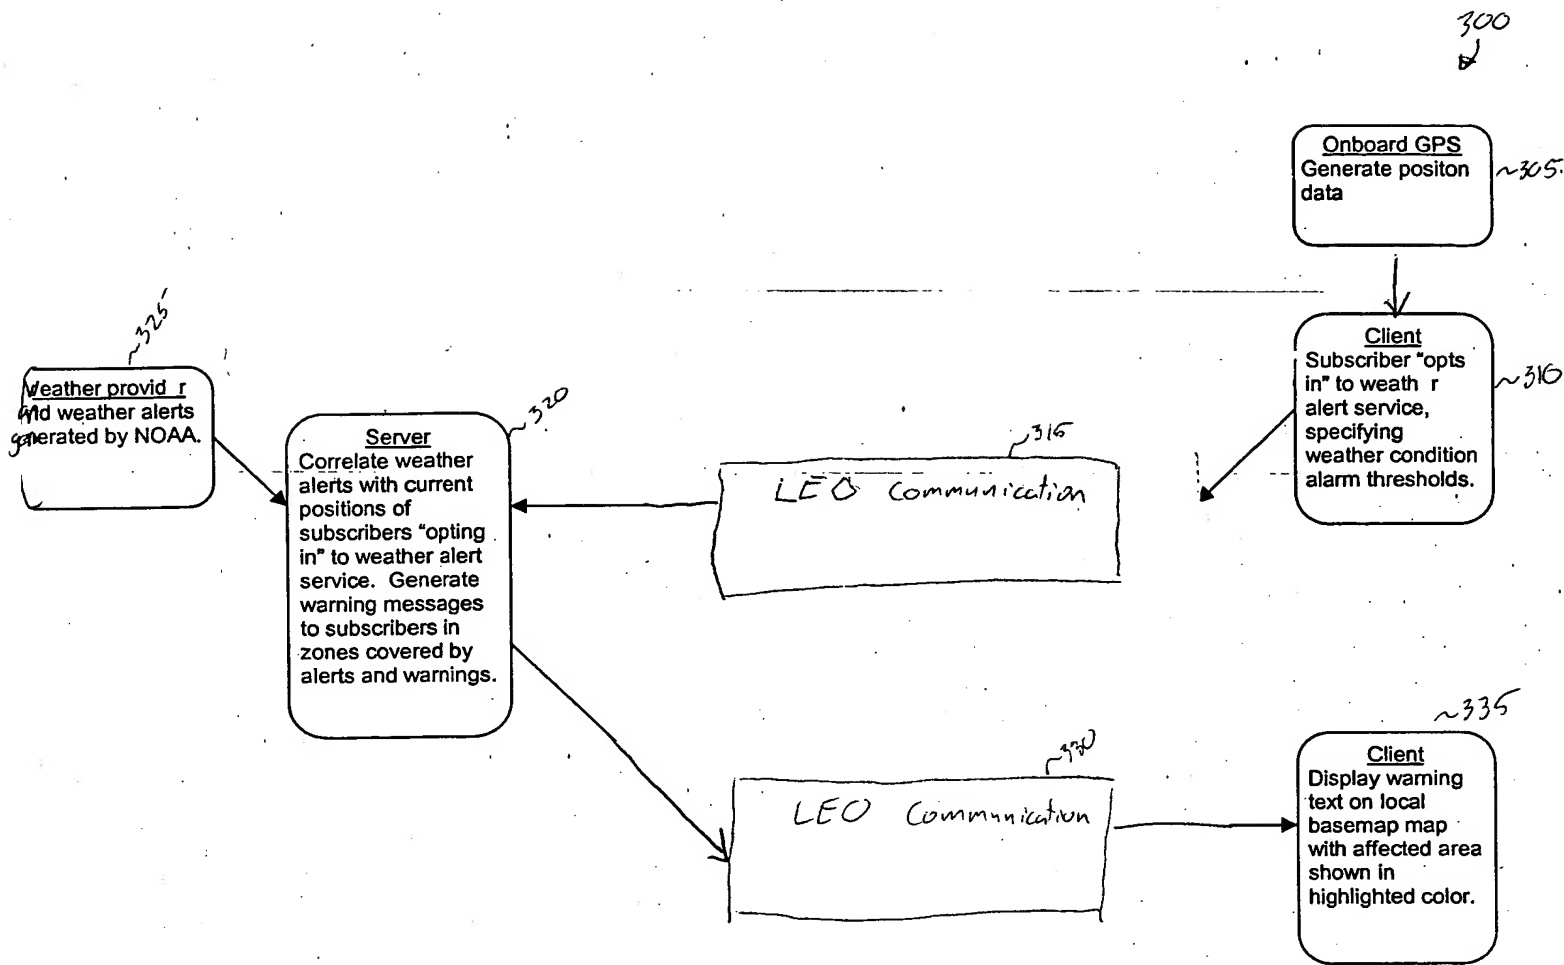 300
Onboard GPS
Generate positon
data
~305
Client
Subscriber "opts
in" to weath r
alert service,
specifying
weather condition
alarm thresholds.
~310
325
Weather provid r
and weather alerts
generated by NOAA.
320
Server
Correlate weather
alerts with current
positions of
subscribers "opting
in" to weather alert
service. Generate
warning messages
to subscribers in
zones covered by
alerts and warnings.
315
LEO Communication
330
LEO Communication
~335
Client
Display warning
text on local
basemap map
with affected area
shown in
highlighted color.